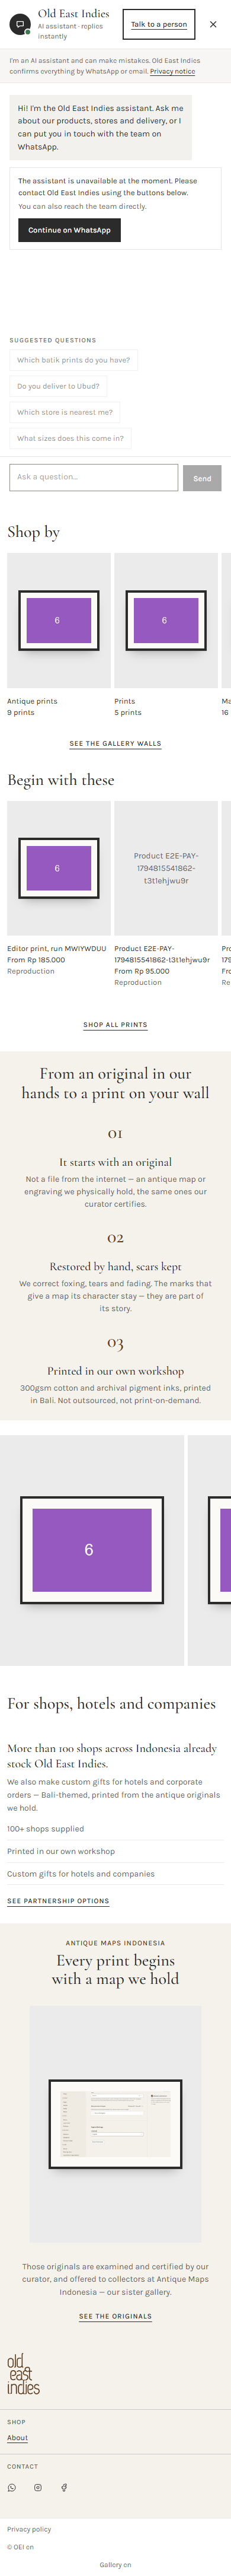 Old East Indies
AI assistant · replies
instantly
Talk to a person
I'm an AI assistant and can make mistakes. Old East Indies
confirms everything by WhatsApp or email. Privacy notice
Hi! I'm the Old East Indies assistant. Ask me
about our products, stores and delivery, or I
can put you in touch with the team on
WhatsApp.
The assistant is unavailable at the moment. Please
contact Old East Indies using the buttons below.
You can also reach the team directly.
Continue on WhatsApp
SUGGESTED QUESTIONS
Which batik prints do you have?
Do you deliver to Ubud?
Which store is nearest me?
What sizes does this come in?
Ask a question...
Send
Shop by
6
6
Antique prints
9 prints
Prints
5 prints
Ma
16
SEE THE GALLERY WALLS
Begin with these
6
Product E2E-PAY-
1794815541862-
t3t1ehjwu9r
Editor print, run MWIYWDUU
From Rp 185.000
Reproduction
Product E2E-PAY-
1794815541862-t3t1ehjwu9r
From Rp 95.000
Reproduction
Pro
179
Fro
Re
SHOP ALL PRINTS
From an original in our
hands to a print on your wall
01
It starts with an original
Not a file from the internet — an antique map or
engraving we physically hold, the same ones our
curator certifies.
02
Restored by hand, scars kept
We correct foxing, tears and fading. The marks that
give a map its character stay — they are part of
its story.
03
Printed in our own workshop
300gsm cotton and archival pigment inks, printed
in Bali. Not outsourced, not print-on-demand.
6
For shops, hotels and companies
More than 100 shops across Indonesia already
stock Old East Indies.
We also make custom gifts for hotels and corporate
orders — Bali-themed, printed from the antique originals
we hold.
100+ shops supplied
Printed in our own workshop
Custom gifts for hotels and companies
SEE PARTNERSHIP OPTIONS
ANTIQUE MAPS INDONESIA
Every print begins
with a map we hold
Those originals are examined and certified by our
curator, and offered to collectors at Antique Maps
Indonesia — our sister gallery.
SEE THE ORIGINALS
old
east
indies
SHOP
About
CONTACT
Privacy policy
© OEI on
Gallery on